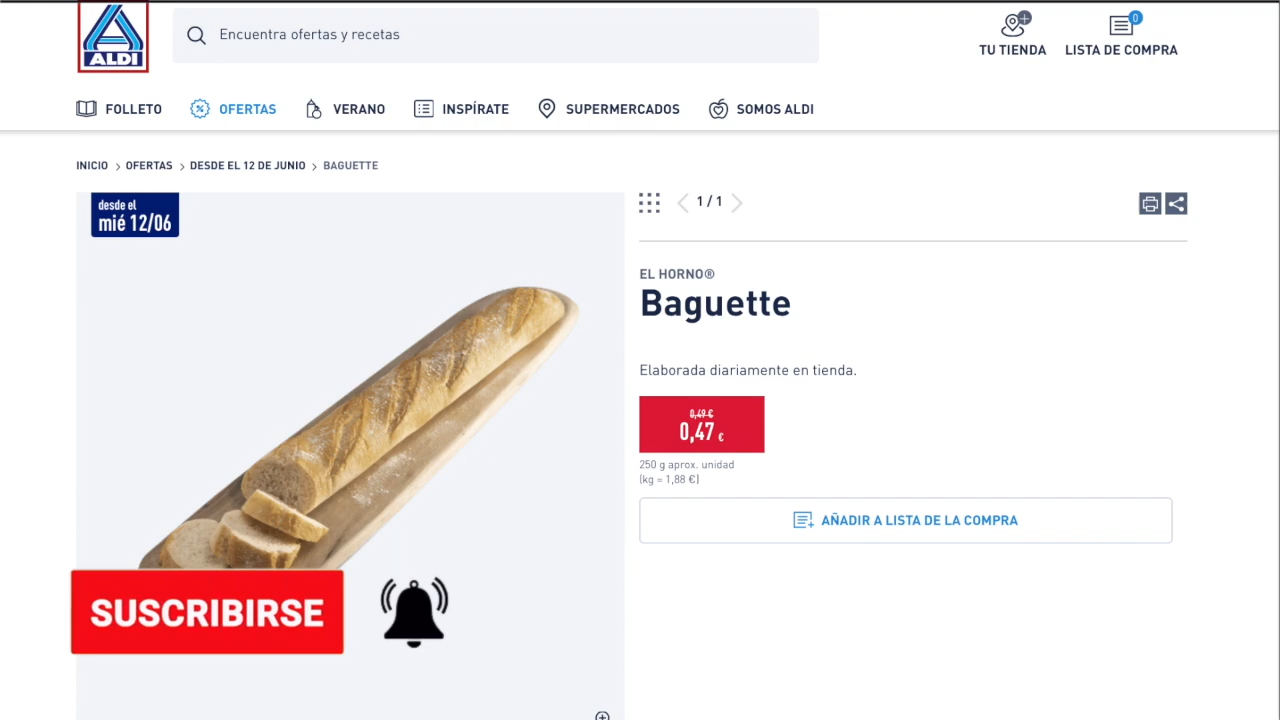 ALDI
Encuentra ofertas y recetas
TU TIENDA
0
LISTA DE COMPRA
FOLLETO
OFERTAS
VERANO
INSPÍRATE
SUPERMERCADOS
SOMOS ALDI
INICIO > OFERTAS > DESDE EL 12 DE JUNIO > BAGUETTE
desde el
mié 12/06
1 / 1
EL HORNO®
Baguette
Elaborada diariamente en tienda.
0,49 €
0,47 €
250 g aprox. unidad
(kg = 1,88 €)
AÑADIR A LISTA DE LA COMPRA
SUSCRIBIRSE